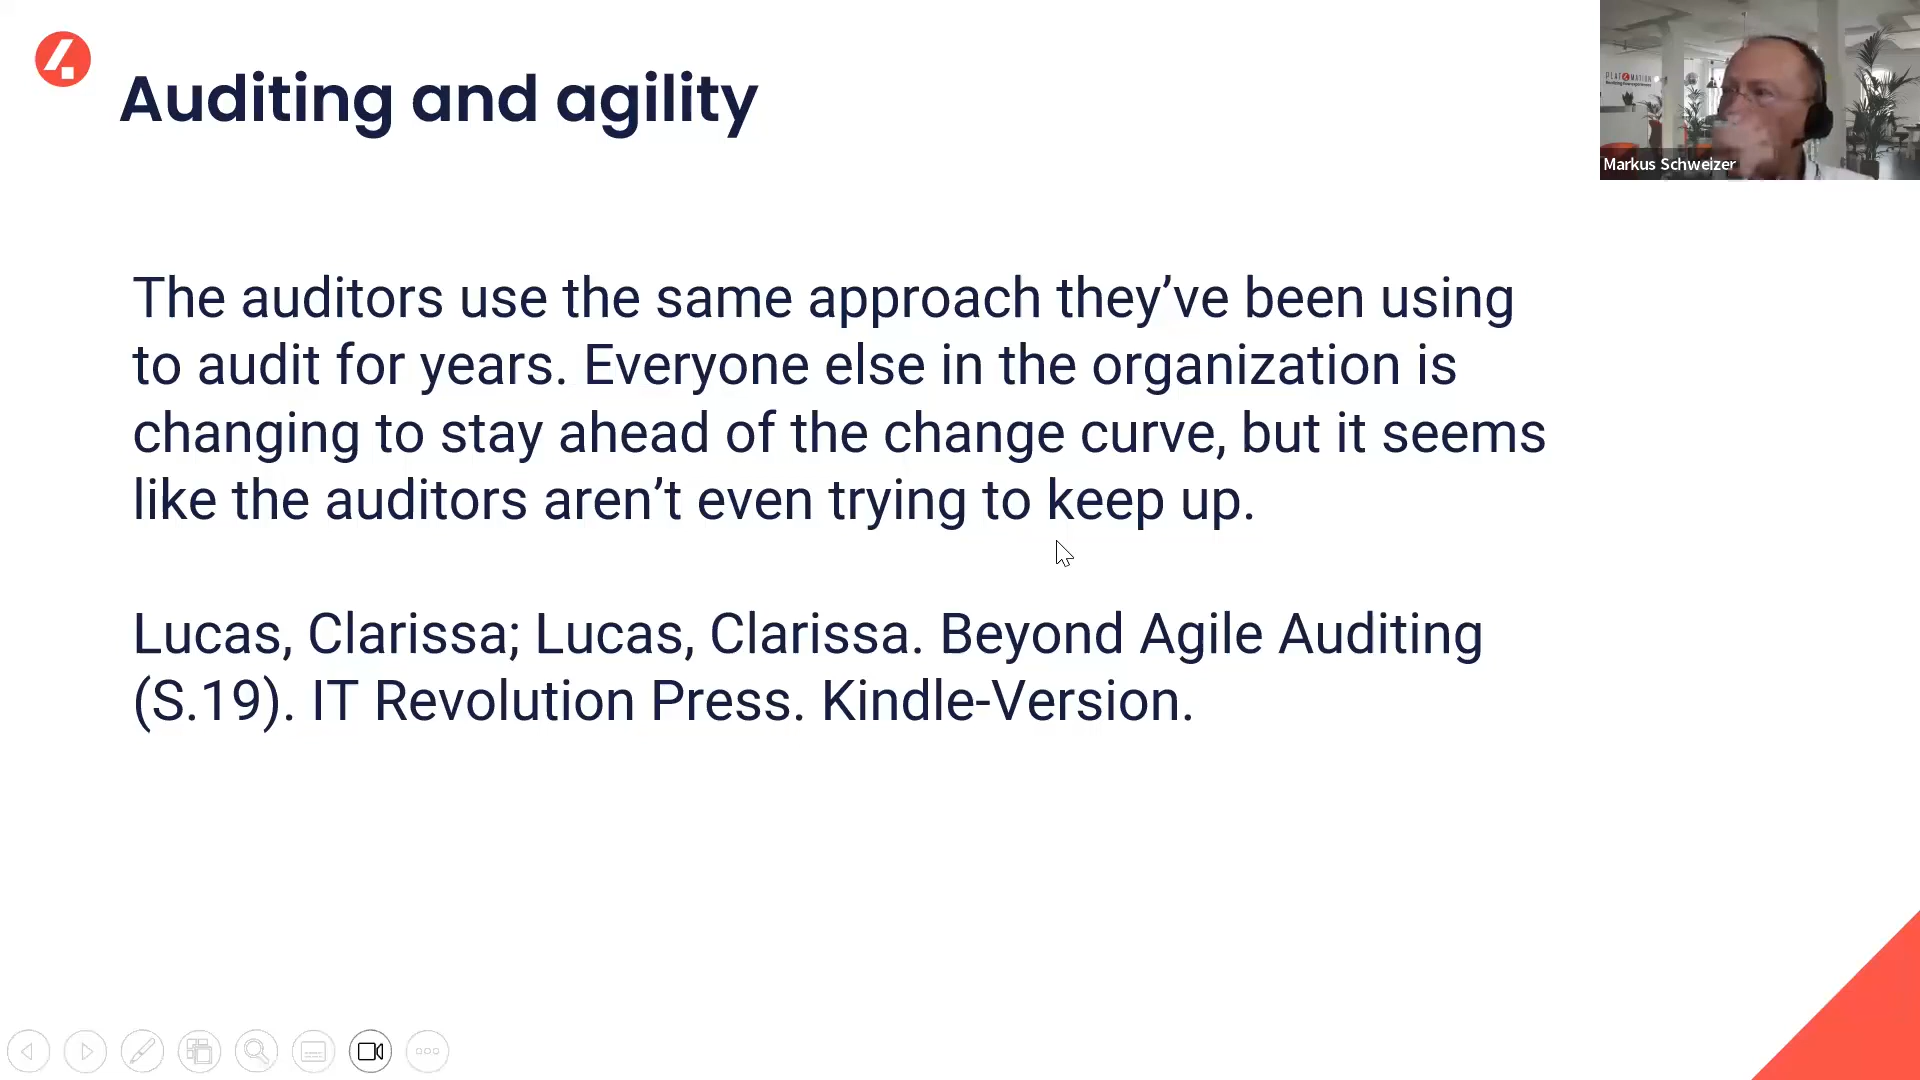 Auditing and agility
PLAT4MATION
Markus Schweizer
The auditors use the same approach they’ve been using
to audit for years. Everyone else in the organization is
changing to stay ahead of the change curve, but it seems
like the auditors aren’t even trying to keep up.
Lucas, Clarissa; Lucas, Clarissa. Beyond Agile Auditing
(S.19). IT Revolution Press. Kindle-Version.